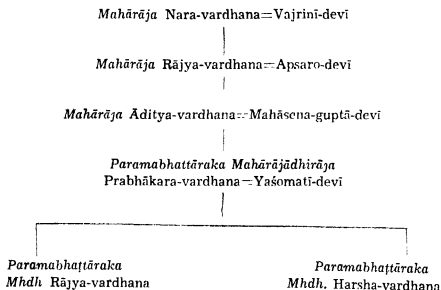 Mahārāja Nara-vardhana=Vajrinī-devī
Mahārāja Rājya-vardhana=Apsaro-devī
Mahārāja Āditya-vardhana=Mahāsena-guptā-devī
Paramabhaṭṭāraka Mahārājādhirāja
Prabhākara-vardhana=Yaśomatī-devī
Paramabhaṭṭāraka Paramabhaṭṭāraka
Mhdh Rājya-vardhana Mhdh. Harsha-vardhana